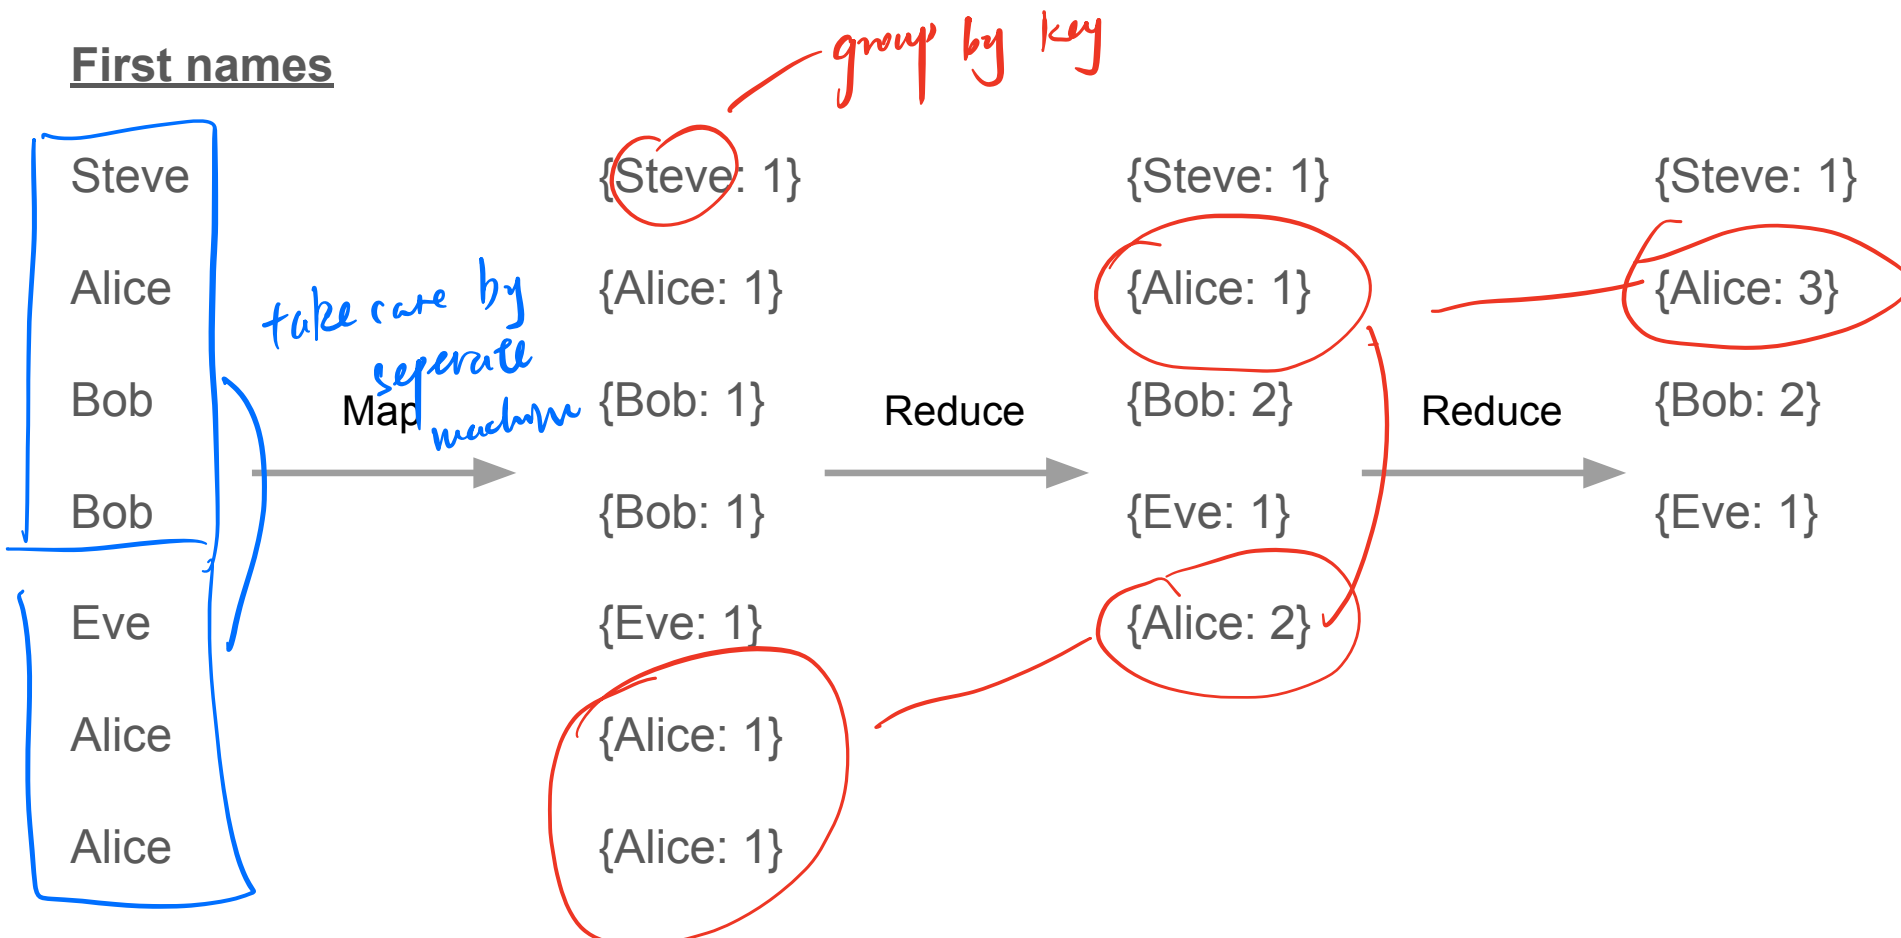 group by key
First names
Steve
Alice
Bob
Bob
Eve
Alice
Alice
take care by
seperate
machine
Map
{Steve: 1}
{Alice: 1}
{Bob: 1}
{Bob: 1}
{Eve: 1}
{Alice: 1}
{Alice: 1}
Reduce
{Steve: 1}
{Alice: 1}
{Bob: 2}
{Eve: 1}
{Alice: 2}
Reduce
{Steve: 1}
{Alice: 3}
{Bob: 2}
{Eve: 1}